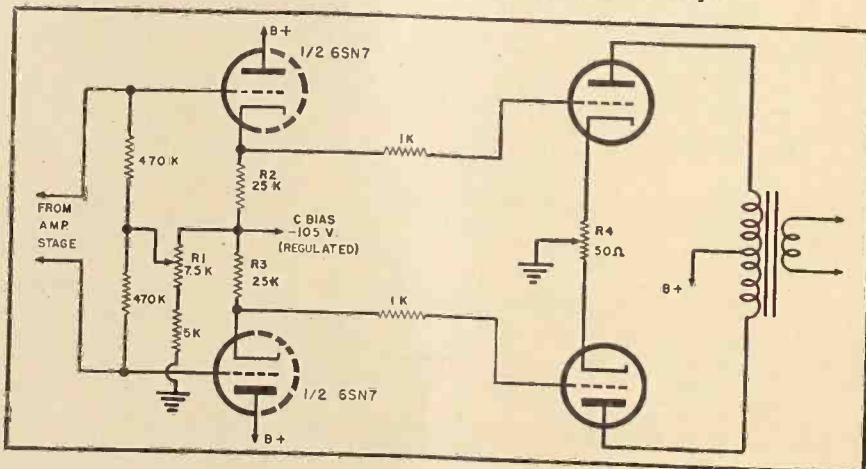 B+
1/2 6SN7
1K
470K
R2
25K
FROM
AMP.
STAGE
C BIAS
-105 V.
(REGULATED)
R1
7.5K
R4
50Ω
R3
25K
B+
470K
1K
5K
1/2 6SN7
B+